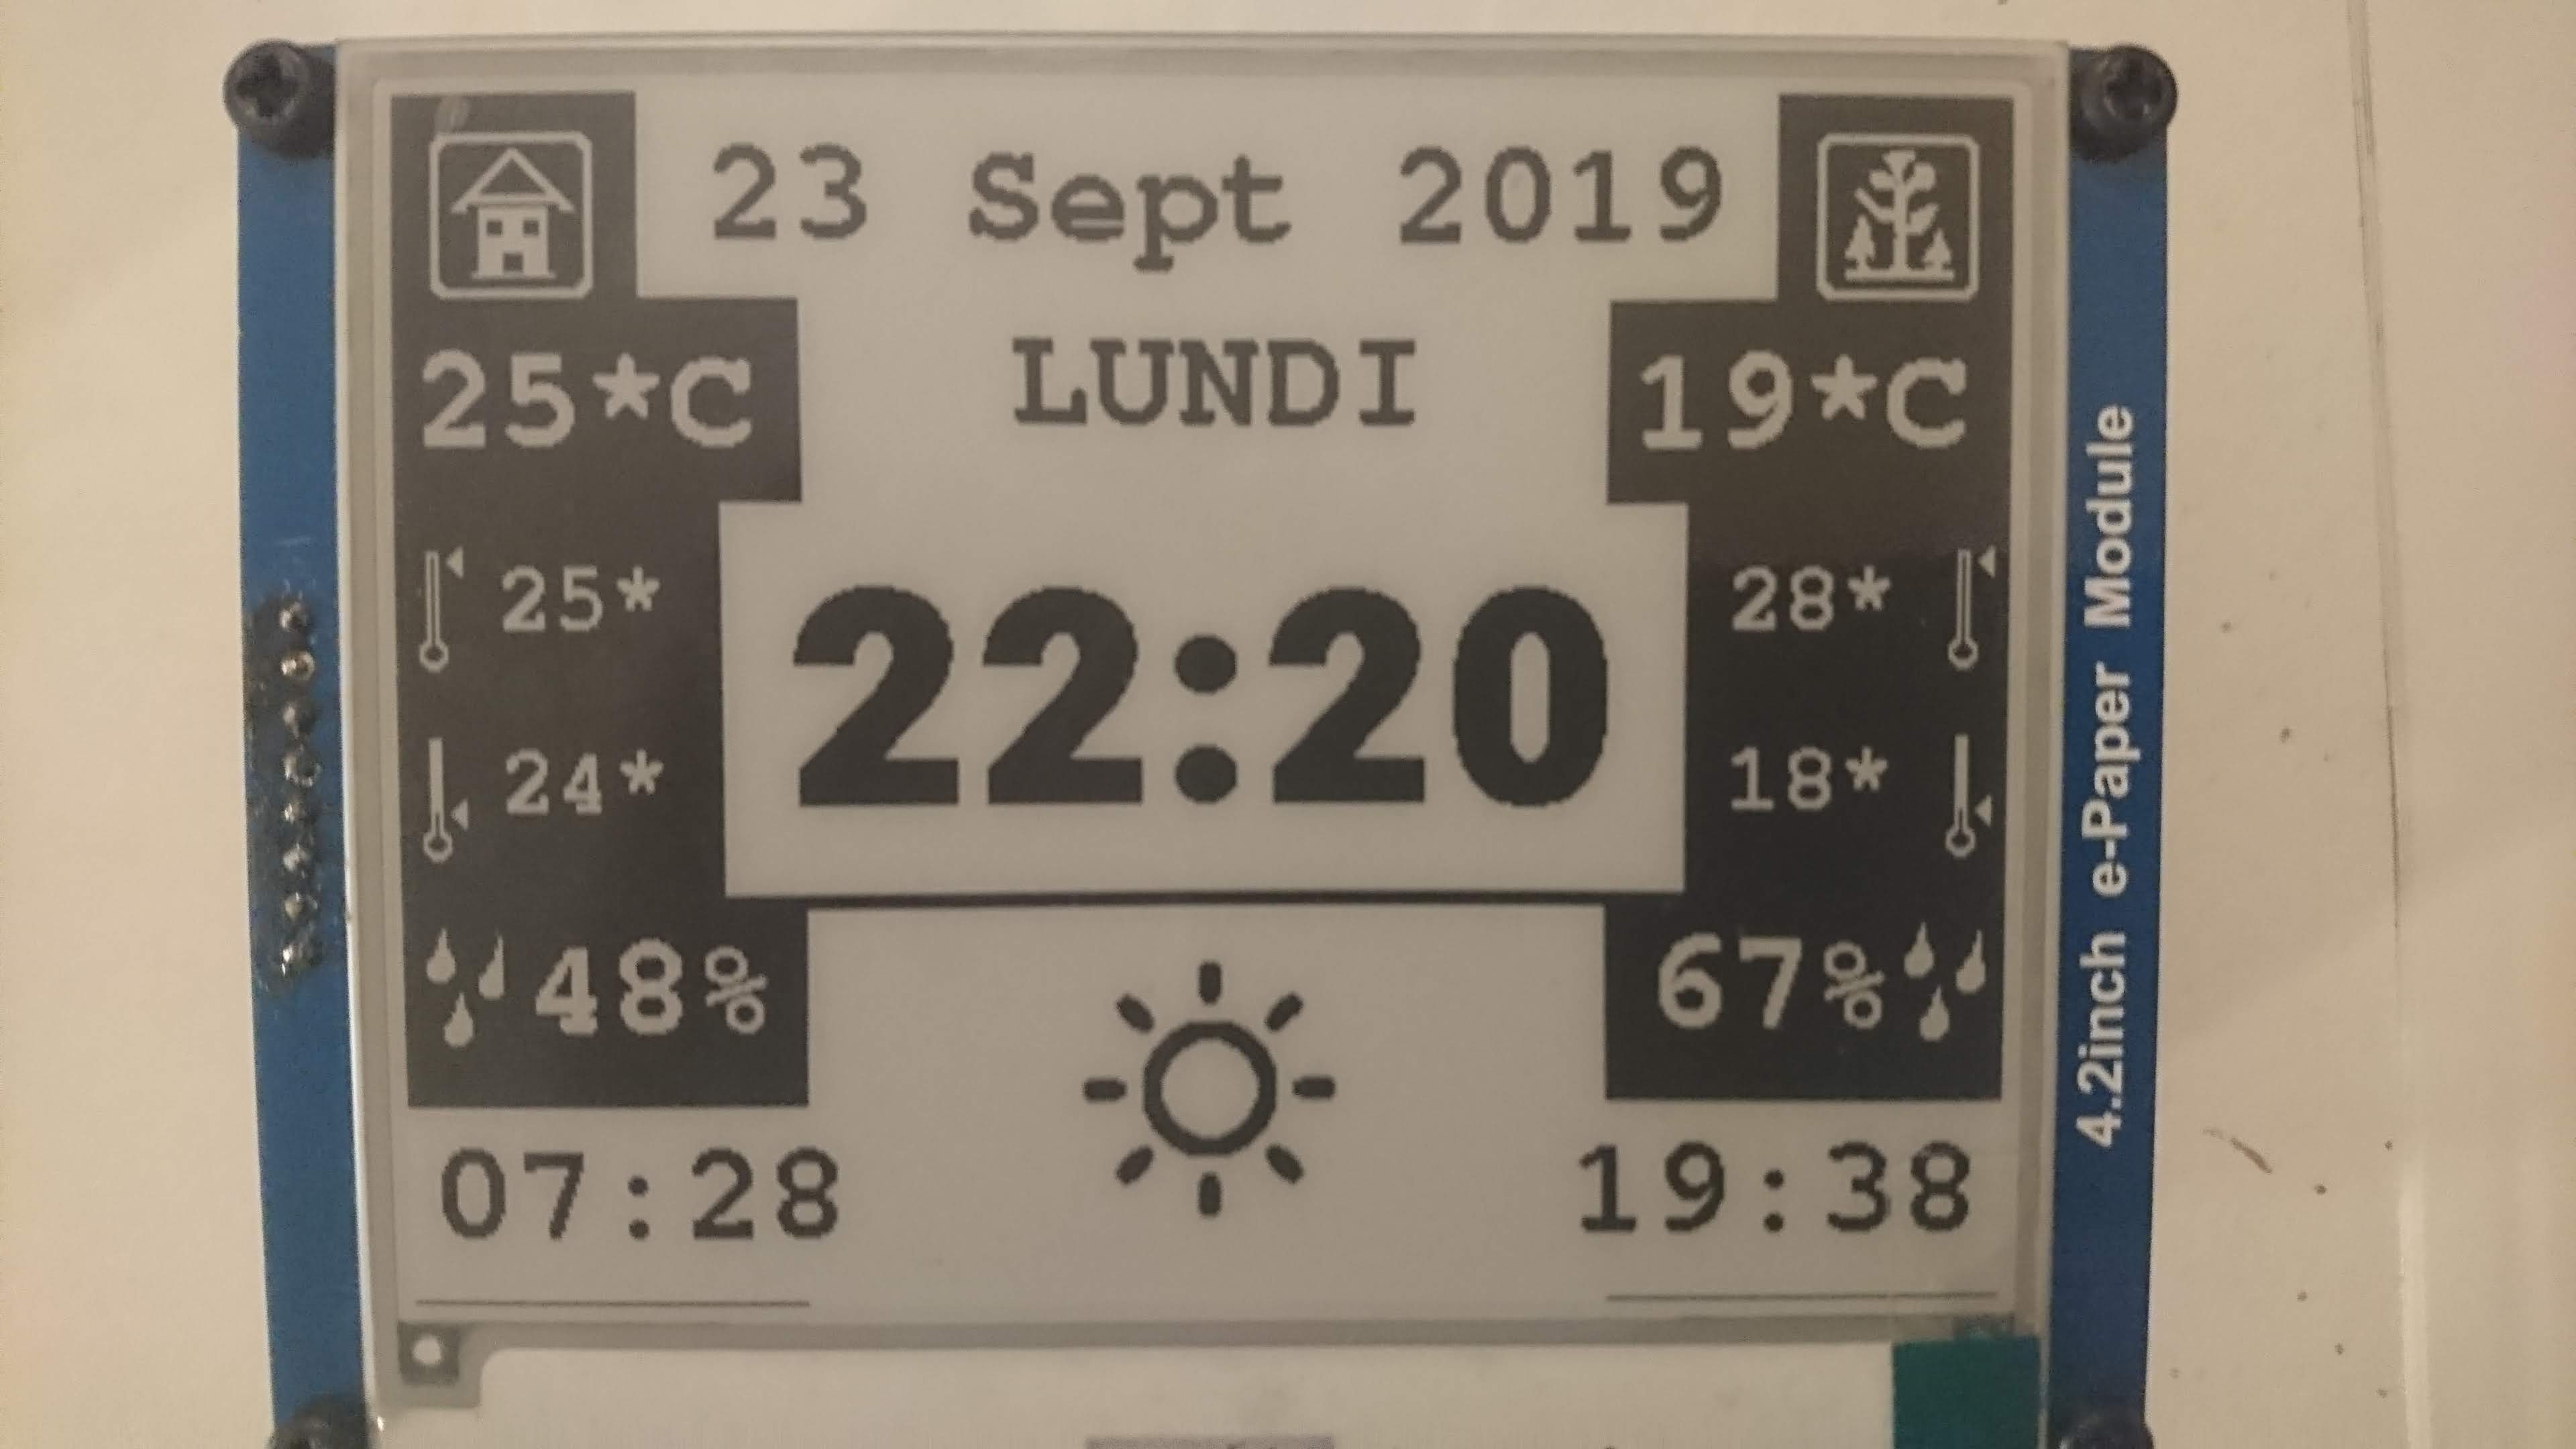 23 Sept 2019
LUNDI
25*C
19*C
25*
28*
22:20
24*
18*
48%
67%
07:28
19:38
4.2inch e-Paper Module